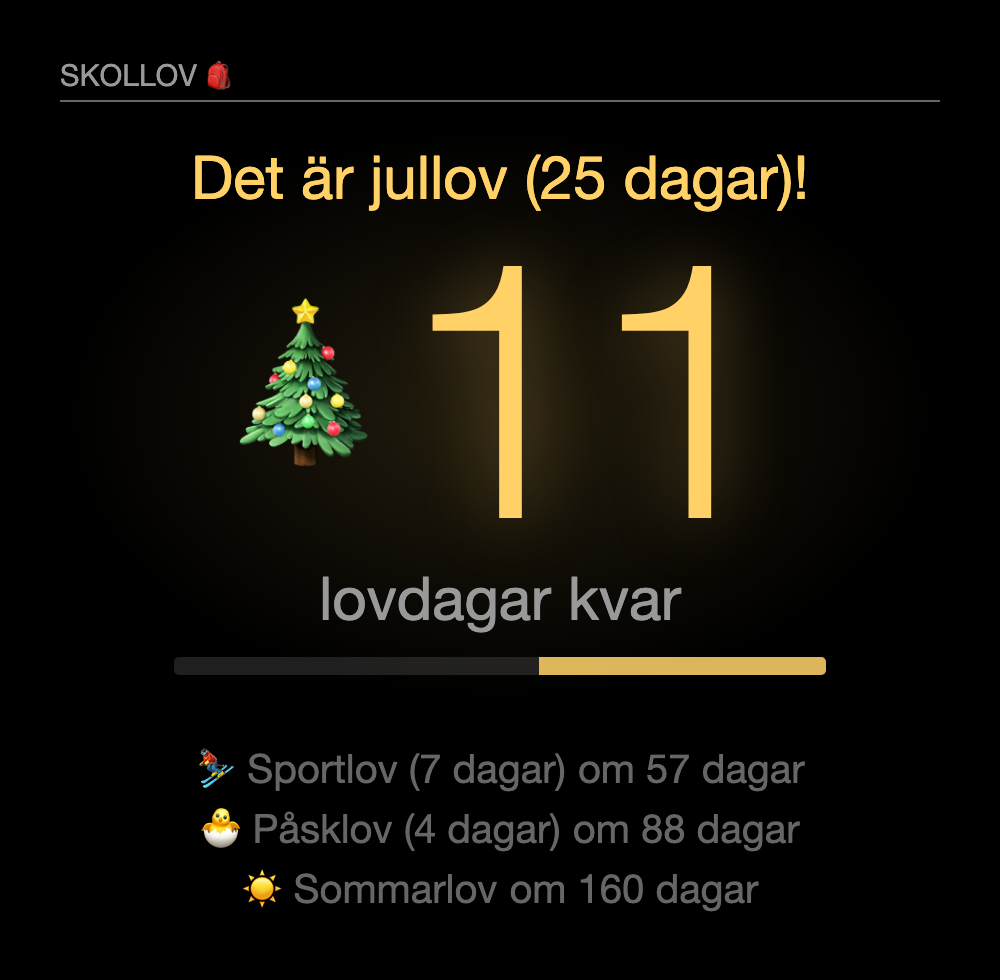 SKOLLOV 🎒
Det är jullov (25 dagar)!
🎄 11
lovdagar kvar
⛷️ Sportlov (7 dagar) om 57 dagar
🐣 Påsklov (4 dagar) om 88 dagar
☀️ Sommarlov om 160 dagar